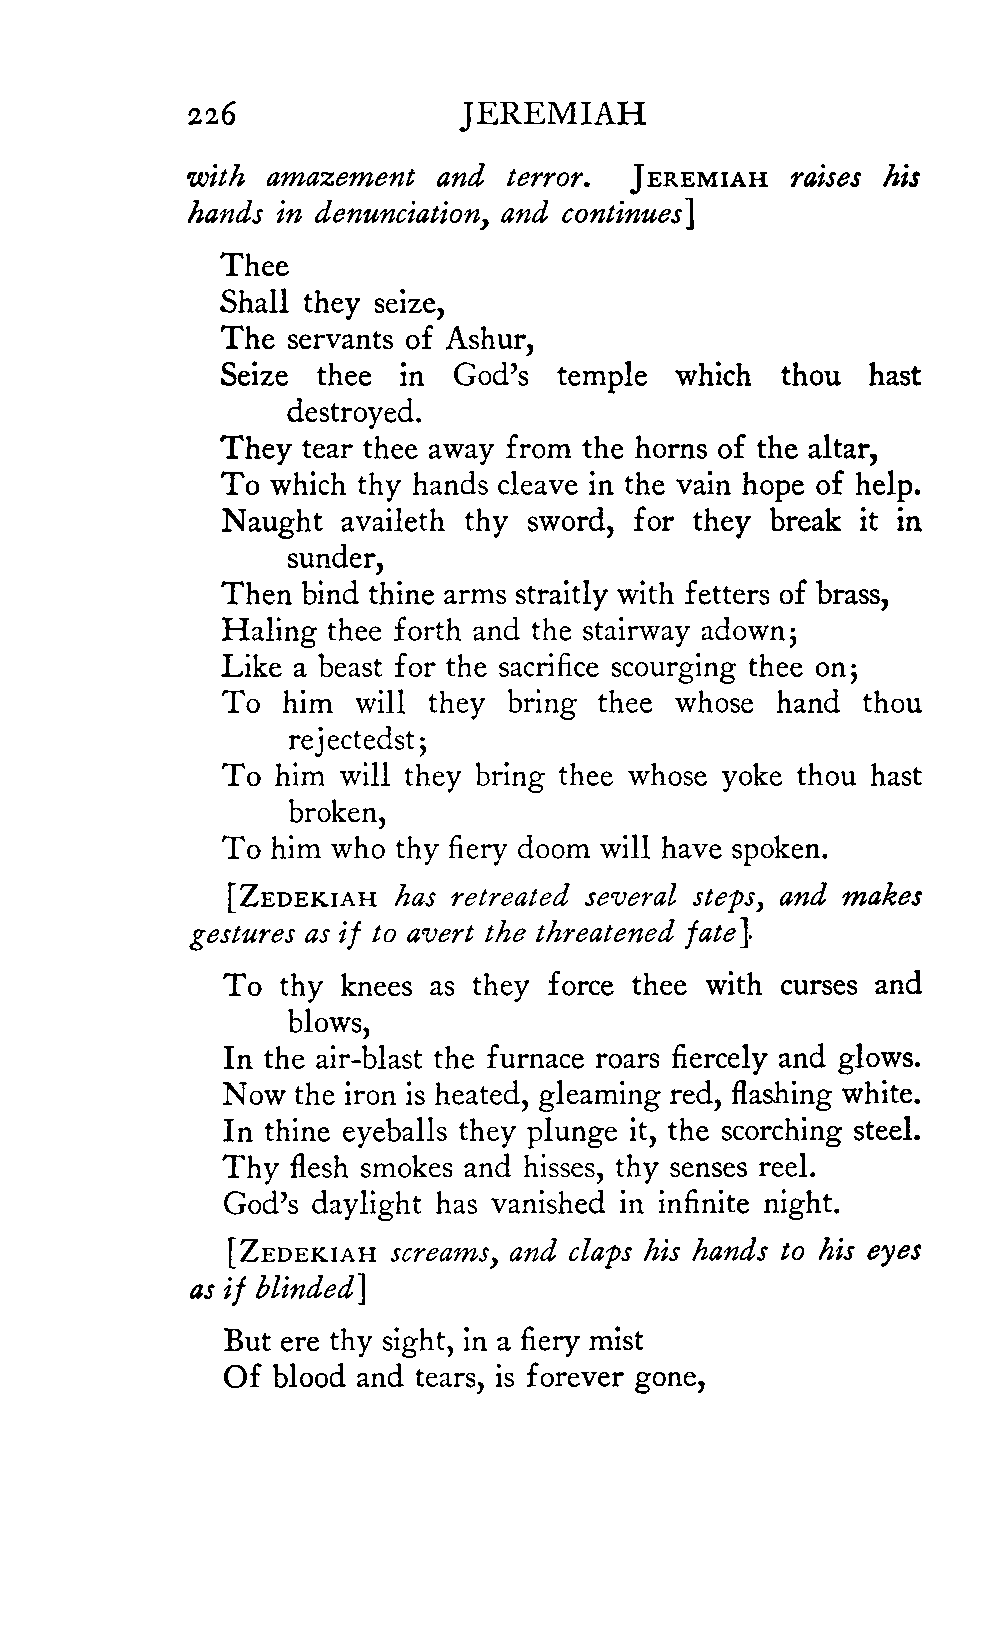 226 JEREMIAH
with amazement and terror. JEREMIAH raises his
hands in denunciation, and continues]
Thee
Shall they seize,
The servants of Ashur,
Seize thee in God's temple which thou hast
destroyed.
They tear thee away from the horns of the altar,
To which thy hands cleave in the vain hope of help.
Naught availeth thy sword, for they break it in
sunder,
Then bind thine arms straitly with fetters of brass,
Haling thee forth and the stairway adown;
Like a beast for the sacrifice scourging thee on;
To him will they bring thee whose hand thou
rejectedst;
To him will they bring thee whose yoke thou hast
broken,
To him who thy fiery doom will have spoken.
[ZEDEKIAH has retreated several steps, and makes
gestures as if to avert the threatened fate].
To thy knees as they force thee with curses and
blows,
In the air-blast the furnace roars fiercely and glows.
Now the iron is heated, gleaming red, flashing white.
In thine eyeballs they plunge it, the scorching steel.
Thy flesh smokes and hisses, thy senses reel.
God's daylight has vanished in infinite night.
[ZEDEKIAH screams, and claps his hands to his eyes
as if blinded]
But ere thy sight, in a fiery mist
Of blood and tears, is forever gone,